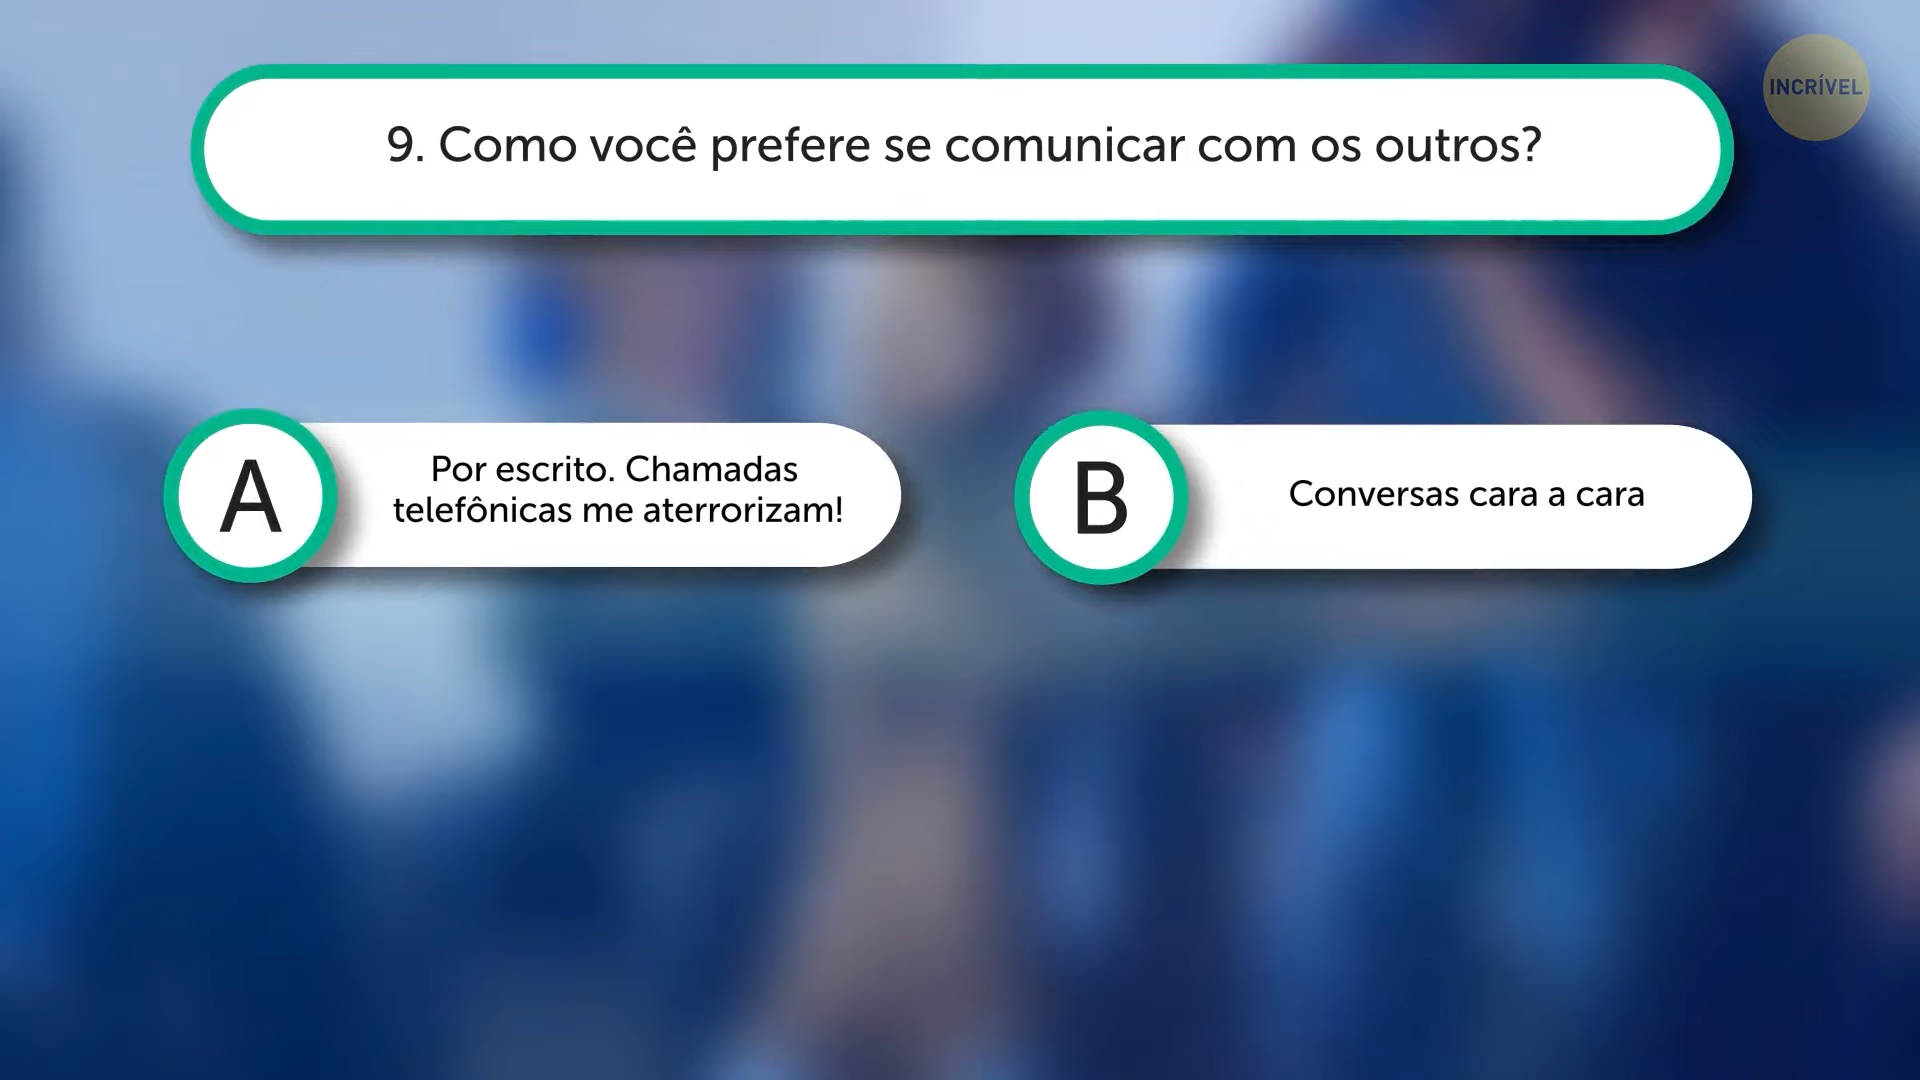 INCRÍVEL
9. Como você prefere se comunicar com os outros?
A
Por escrito. Chamadas
telefônicas me aterrorizam!
B
Conversas cara a cara